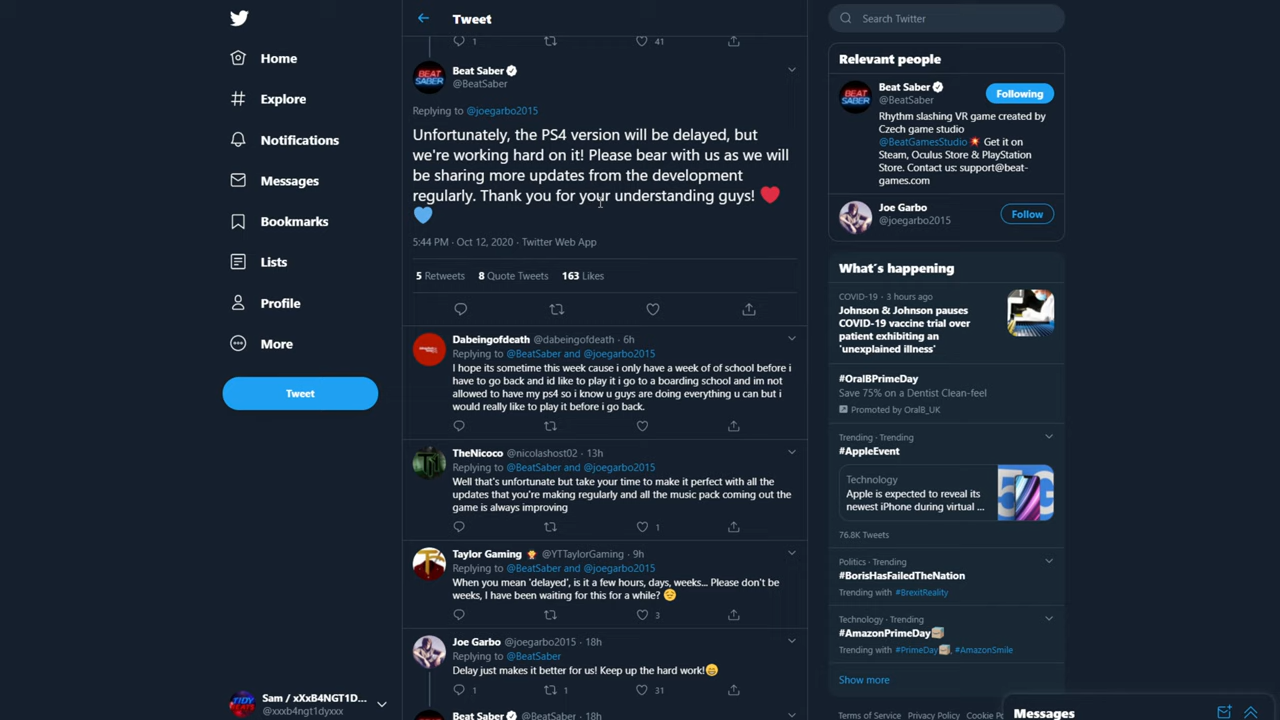 Home
Explore
Notifications
Messages
Bookmarks
Lists
Profile
More
Tweet
Sam / xXxB4NGT1D...
@xxxb4ngt1dyxxx
Tweet
1
41
Beat Saber
@BeatSaber
Replying to @joegarbo2015
Unfortunately, the PS4 version will be delayed, but
we're working hard on it! Please bear with us as we will
be sharing more updates from the development
regularly. Thank you for your understanding guys! ❤️
💙
5:44 PM · Oct 12, 2020 · Twitter Web App
5 Retweets 8 Quote Tweets 163 Likes
Dabeingofdeath @dabeingofdeath · 6h
Replying to @BeatSaber and @joegarbo2015
I hope its sometime this week cause i only have a week of of school before i
have to go back and id like to play it i go to a boarding school and im not
allowed to have my ps4 so i know u guys are doing everything u can but i
would really like to play it before i go back.
TheNicoco @nicolashost02 · 13h
Replying to @BeatSaber and @joegarbo2015
Well that's unfortunate but take your time to make it perfect with all the
updates that you're making regularly and all the music pack coming out the
game is always improving
1
Taylor Gaming @YTTaylorGaming · 9h
Replying to @BeatSaber and @joegarbo2015
When you mean 'delayed', is it a few hours, days, weeks... Please don't be
weeks, I have been waiting for this for a while? ☺️
3
Joe Garbo @joegarbo2015 · 18h
Replying to @BeatSaber
Delay just makes it better for us! Keep up the hard work!😄
1
1
31
Beat Saber @BeatSaber · 18h
Search Twitter
Relevant people
BEAT SABER
Beat Saber
@BeatSaber
Following
Rhythm slashing VR game created by
Czech game studio
@BeatGamesStudio💥 Get it on
Steam, Oculus Store & PlayStation
Store. Contact us: support@beat-
games.com
Joe Garbo
@joegarbo2015
Follow
What's happening
COVID-19 · 3 hours ago
Johnson & Johnson pauses
COVID-19 vaccine trial over
patient exhibiting an
'unexplained illness'
#OralBPrimeDay
Save 75% on a Dentist Clean-feel
Promoted by OralB_UK
Trending · Trending
#AppleEvent
Technology
Apple is expected to reveal its
newest iPhone during virtual ...
76.8K Tweets
Politics · Trending
#BorisHasFailedTheNation
Trending with #BrexitReality
Technology · Trending
#AmazonPrimeDay
Trending with #PrimeDay, #AmazonSmile
Show more
Terms of Service Privacy Policy Cookie Po
Messages